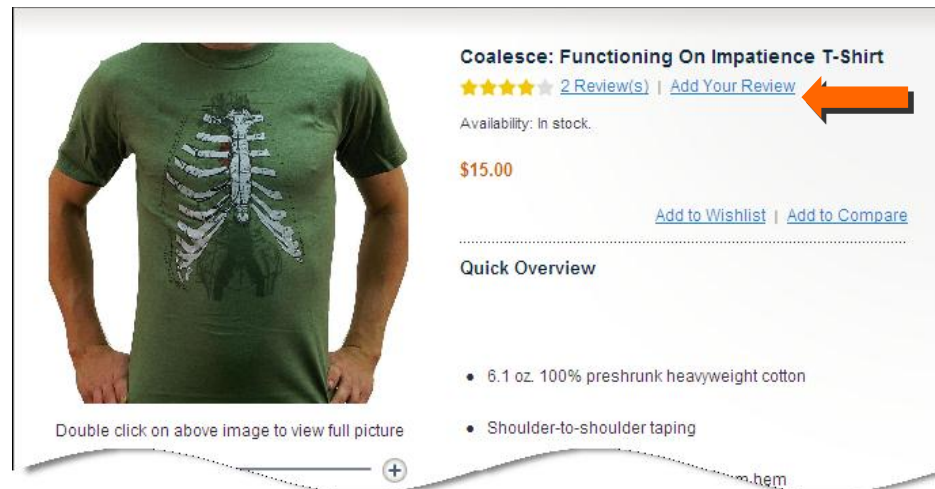 Coalesce: Functioning On Impatience T-Shirt
2 Review(s) | Add Your Review
Availability: In stock.
$15.00
Add to Wishlist | Add to Compare
Quick Overview
• 6.1 oz. 100% preshrunk heavyweight cotton
• Shoulder-to-shoulder taping
hem
Double click on above image to view full picture